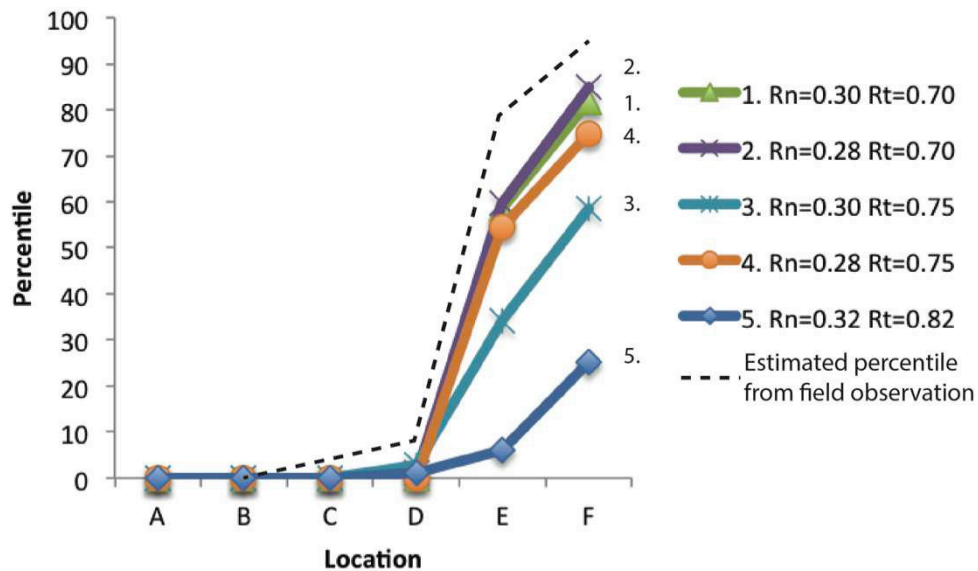 100
90
80
70
60
50
40
30
20
10
0
Percentile
A B C D E F
Location
2.
1.
4.
3.
5.
1. Rn=0.30 Rt=0.70
2. Rn=0.28 Rt=0.70
3. Rn=0.30 Rt=0.75
4. Rn=0.28 Rt=0.75
5. Rn=0.32 Rt=0.82
Estimated percentile
from field observation